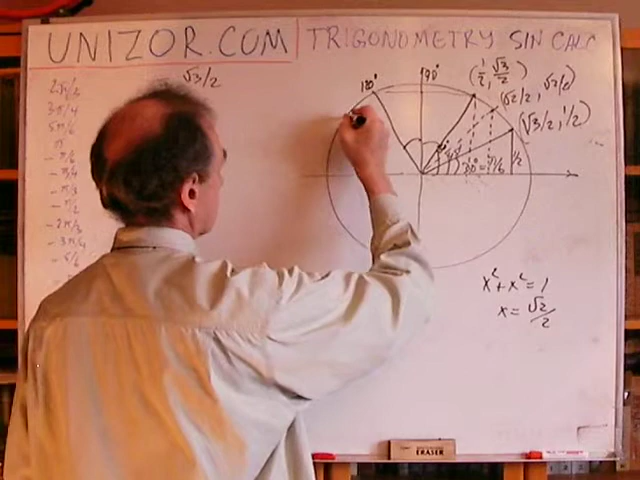 UNIZOR.COM
TRIGONOMETRY SIN CALC
√3/2
2π/3
3π/4
5π/6
π
- π/6
- π/4
- π/3
- π/2
- 2π/3
- 3π/4
120°
90°
(1/2, √3/2)
(√2/2, √2/2)
(√3/2, 1/2)
30° = π/6
1/2
x² + x² = 1
x = √2/2
ERASER